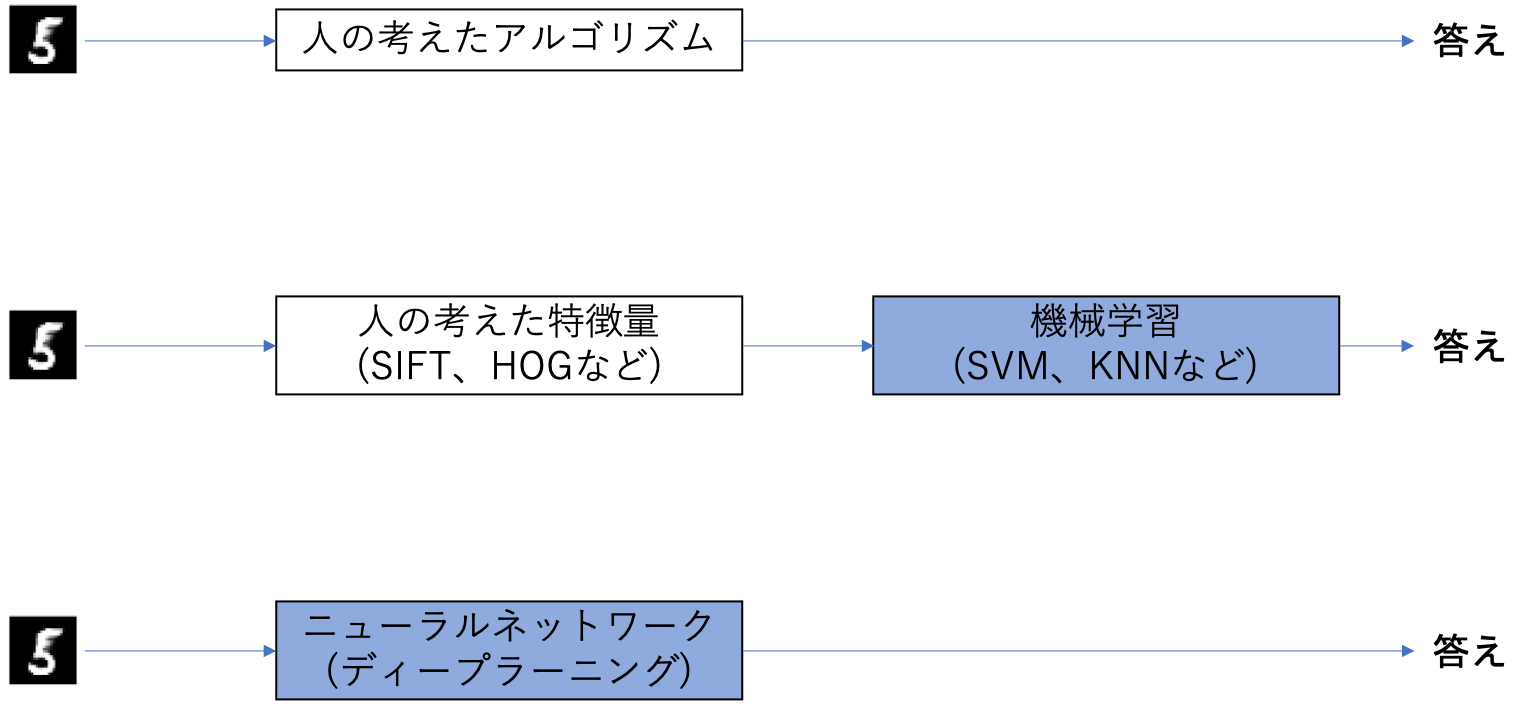 5
人の考えたアルゴリズム
答え
5
人の考えた特徴量
(SIFT、HOGなど)
機械学習
(SVM、KNNなど)
答え
5
ニューラルネットワーク
(ディープラーニング)
答え